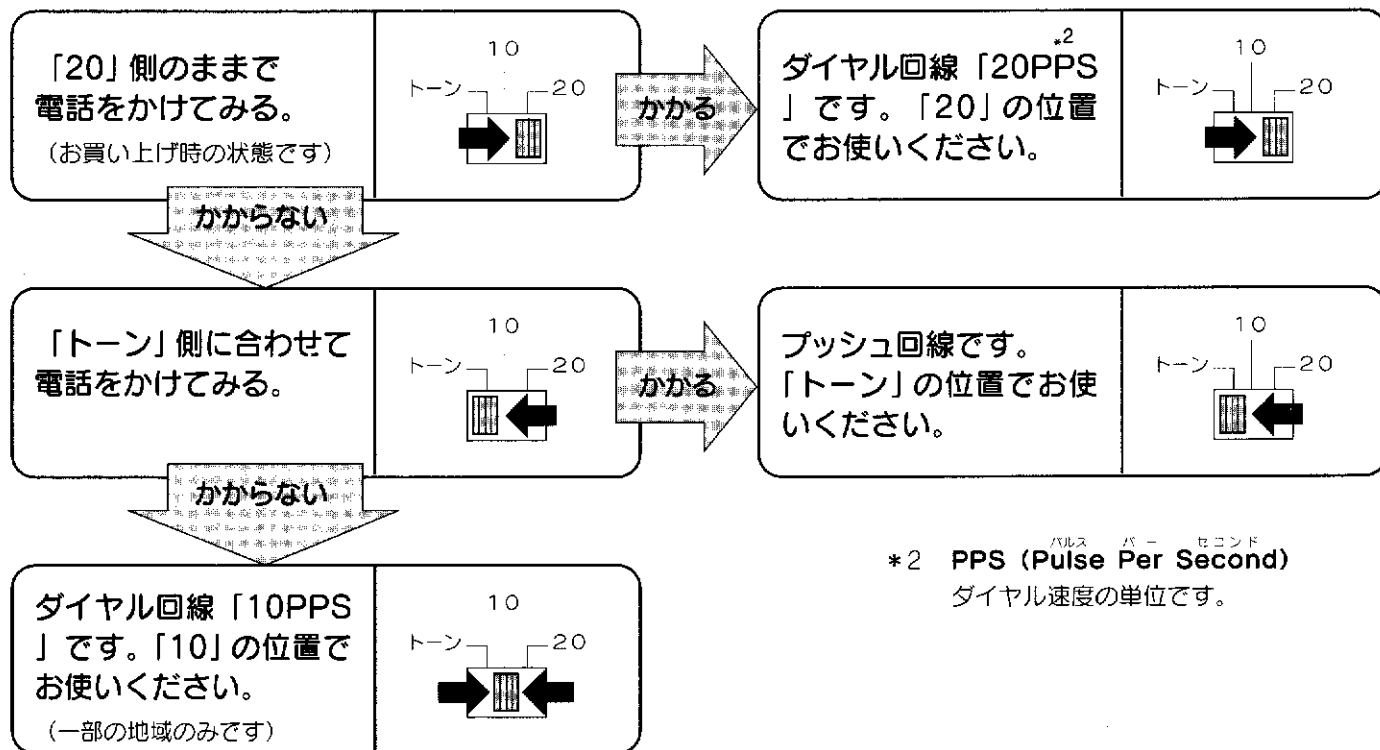 「20」側のままで
電話をかけてみる。
（お買い上げ時の状態です）
10
トーン
20
かかる
*2
ダイヤル回線「20PPS
」です。「20」の位置
でお使いください。
10
トーン
20
かからない
「トーン」側に合わせて
電話をかけてみる。
10
トーン
20
かかる
プッシュ回線です。
「トーン」の位置でお使
いください。
10
トーン
20
かからない
ダイヤル回線「10PPS
」です。「10」の位置で
お使いください。
（一部の地域のみです）
10
トーン
20
パルス パー セコンド
*2 PPS (Pulse Per Second)
ダイヤル速度の単位です。